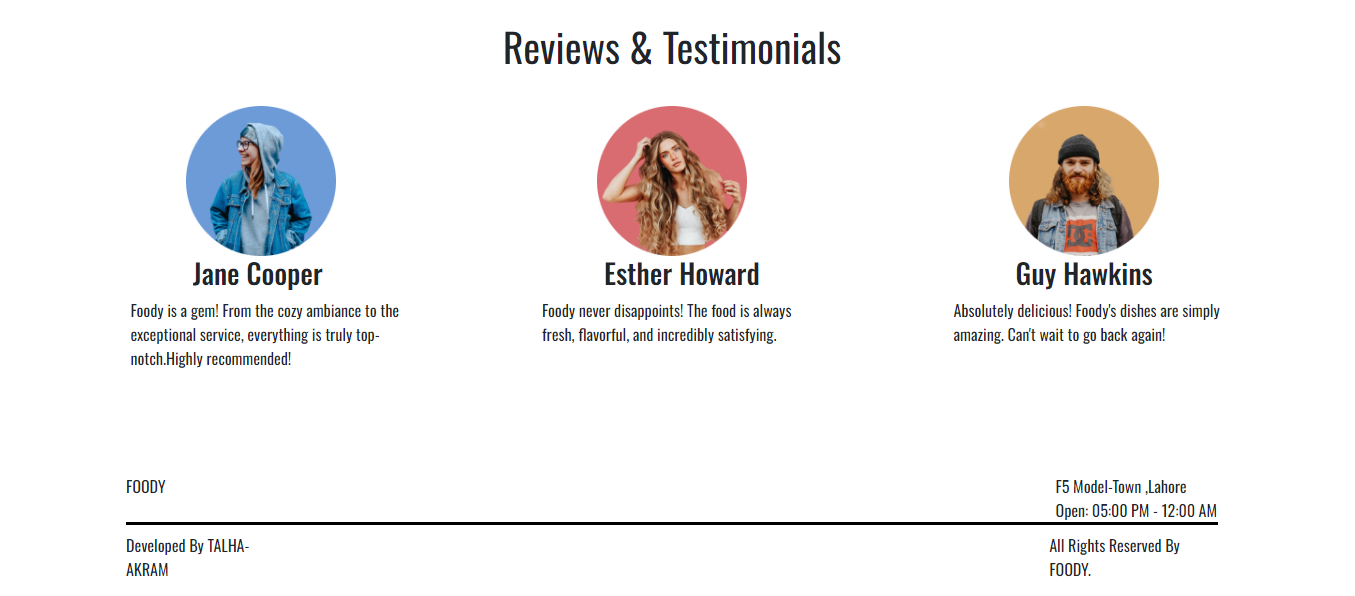 Reviews & Testimonials
Jane Cooper
Foody is a gem! From the cozy ambiance to the
exceptional service, everything is truly top-
notch.Highly recommended!
Esther Howard
Foody never disappoints! The food is always
fresh, flavorful, and incredibly satisfying.
Guy Hawkins
Absolutely delicious! Foody's dishes are simply
amazing. Can't wait to go back again!
FOODY
F5 Model-Town ,Lahore
Open: 05:00 PM - 12:00 AM
Developed By TALHA-
AKRAM
All Rights Reserved By
FOODY.